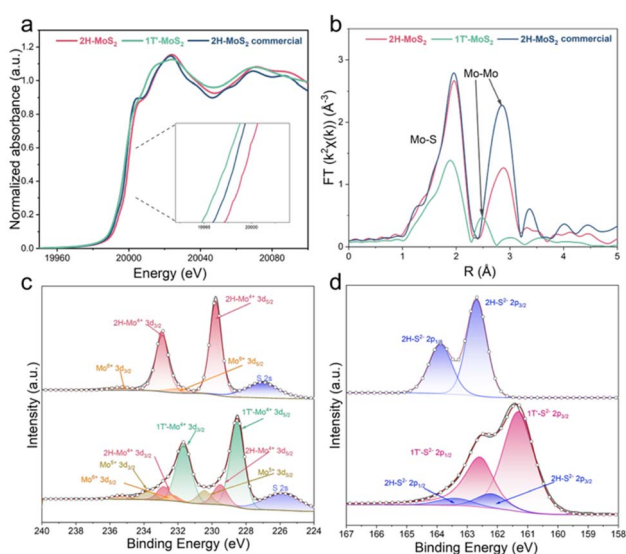 a
2H-MoS₂ 1T'-MoS₂ 2H-MoS₂ commercial
Normalized absorbance (a.u.)
1.2
1.0
0.8
0.6
0.4
0.2
0.0
19995 20000
19960 20000 20040 20080
Energy (eV)
b
2H-MoS₂ 1T'-MoS₂ 2H-MoS₂ commercial
FT (k²χ(k)) (Å⁻³)
3
2
1
0
Mo-Mo
Mo-S
0 1 2 3 4 5
R (Å)
c
Intensity (a.u.)
2H-Mo⁴⁺ 3d₅/₂
2H-Mo⁴⁺ 3d₃/₂
Mo⁶⁺ 3d₃/₂
Mo⁶⁺ 3d₅/₂
S 2s
1T'-Mo⁴⁺ 3d₅/₂
1T'-Mo⁴⁺ 3d₃/₂
2H-Mo⁴⁺ 3d₃/₂
2H-Mo⁴⁺ 3d₅/₂
Mo⁵⁺ 3d₃/₂
Mo⁵⁺ 3d₅/₂
Mo⁶⁺ 3d₃/₂
S 2s
240 238 236 234 232 230 228 226 224
Binding Energy (eV)
d
Intensity (a.u.)
2H-S²⁻ 2p₃/₂
2H-S²⁻ 2p₁/₂
1T'-S²⁻ 2p₃/₂
1T'-S²⁻ 2p₁/₂
2H-S²⁻ 2p₃/₂
2H-S²⁻ 2p₁/₂
167 166 165 164 163 162 161 160 159 158
Binding Energy (eV)